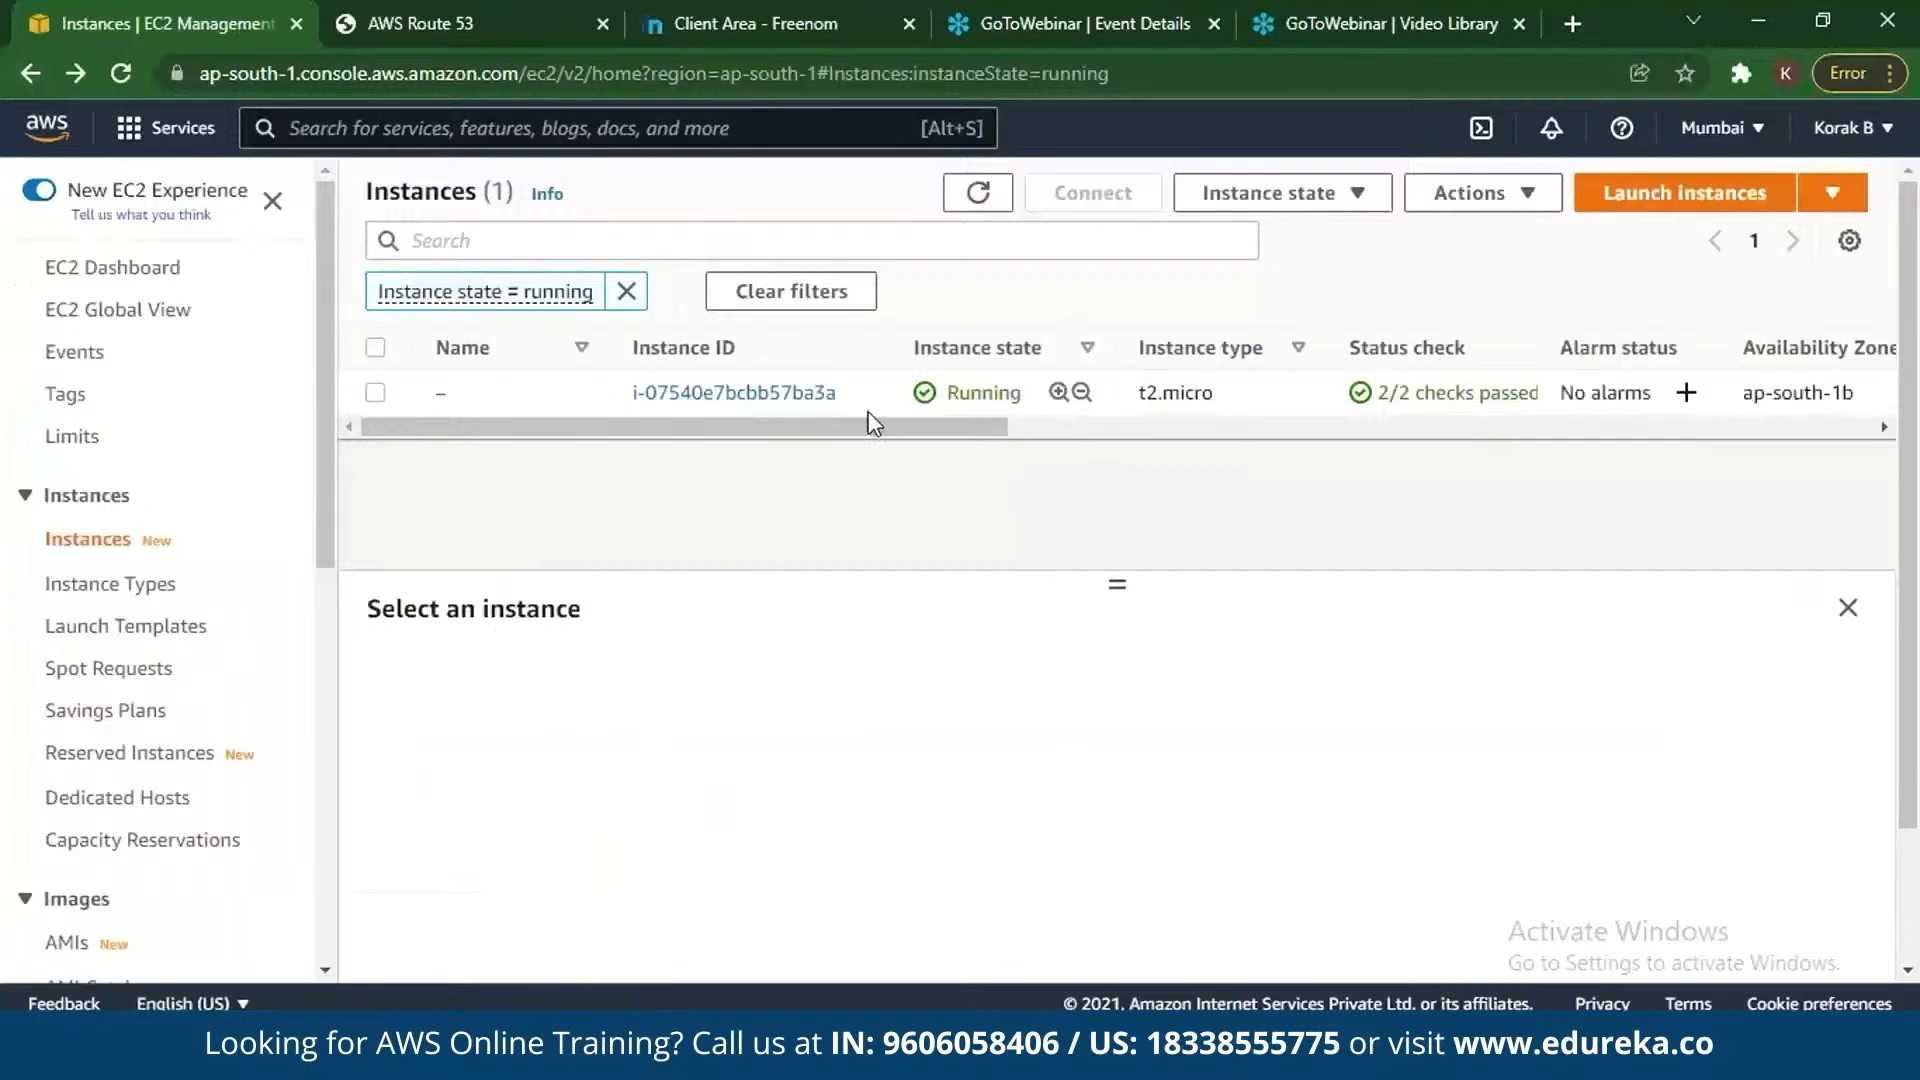 Instances | EC2 Management
AWS Route 53
Client Area - Freenom
GoToWebinar | Event Details
GoToWebinar | Video Library
ap-south-1.console.aws.amazon.com/ec2/v2/home?region=ap-south-1#Instances:instanceState=running
K
Error
aws
Services
Search for services, features, blogs, docs, and more
[Alt+S]
Mumbai
Korak B
New EC2 Experience
Tell us what you think
EC2 Dashboard
EC2 Global View
Events
Tags
Limits
Instances
Instances New
Instance Types
Launch Templates
Spot Requests
Savings Plans
Reserved Instances New
Dedicated Hosts
Capacity Reservations
Images
AMIs New
Instances (1) Info
Connect
Instance state
Actions
Launch instances
Search
1
Instance state = running
Clear filters
Name Instance ID Instance state Instance type Status check Alarm status Availability Zone
– i-07540e7bcbb57ba3a Running t2.micro 2/2 checks passed No alarms + ap-south-1b
Select an instance
Activate Windows
Go to Settings to activate Windows.
Feedback English (US) © 2021, Amazon Internet Services Private Ltd. or its affiliates. Privacy Terms Cookie preferences
Looking for AWS Online Training? Call us at IN: 9606058406 / US: 18338555775 or visit www.edureka.co